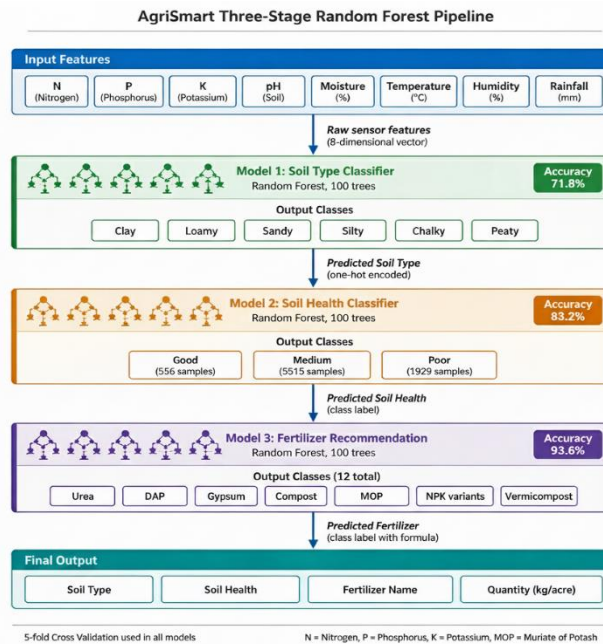 AgriSmart Three-Stage Random Forest Pipeline
Input Features
N P K pH Moisture Temperature Humidity Rainfall
(Nitrogen) (Phosphorus) (Potassium) (Soil) (%) (°C) (%) (mm)
Raw sensor features
(8-dimensional vector)
Model 1: Soil Type Classifier
Random Forest, 100 trees
Accuracy
71.8%
Output Classes
Clay Loamy Sandy Silty Chalky Peaty
Predicted Soil Type
(one-hot encoded)
Model 2: Soil Health Classifier
Random Forest, 100 trees
Accuracy
83.2%
Output Classes
Good Medium Poor
(556 samples) (5515 samples) (1929 samples)
Predicted Soil Health
(class label)
Model 3: Fertilizer Recommendation
Random Forest, 100 trees
Accuracy
93.6%
Output Classes (12 total)
Urea DAP Gypsum Compost MOP NPK variants Vermicompost
Predicted Fertilizer
(class label with formula)
Final Output
Soil Type Soil Health Fertilizer Name Quantity (kg/acre)
5-fold Cross Validation used in all models N = Nitrogen, P = Phosphorus, K = Potassium, MOP = Muriate of Potash